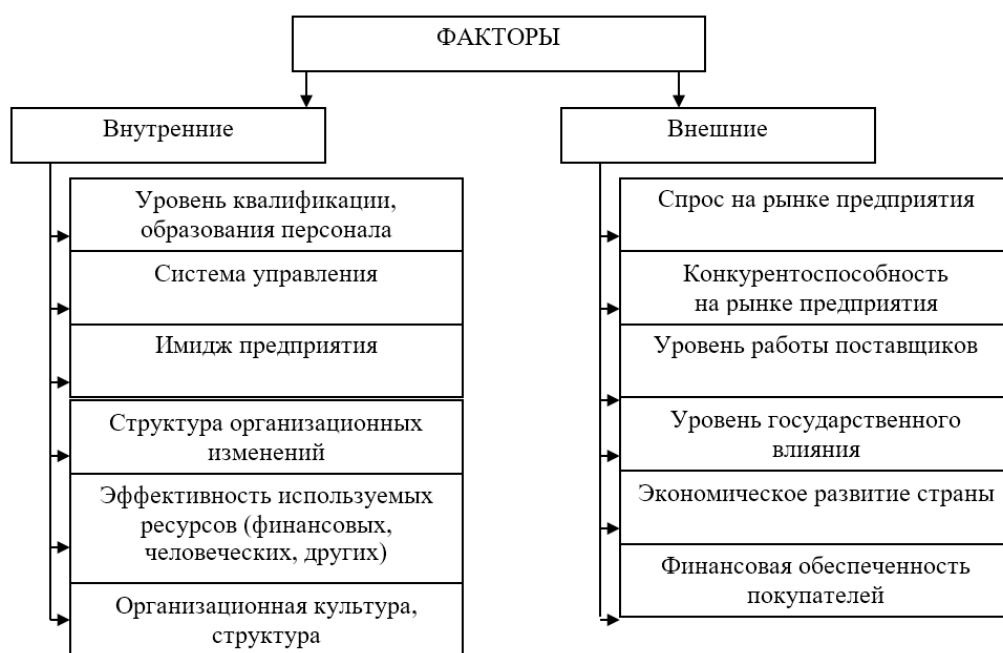 ФАКТОРЫ
Внутренние
Уровень квалификации,
образования персонала
Система управления
Имидж предприятия
Структура организационных
изменений
Эффективность используемых
ресурсов (финансовых,
человеческих, других)
Организационная культура,
структура
Внешние
Спрос на рынке предприятия
Конкурентоспособность
на рынке предприятия
Уровень работы поставщиков
Уровень государственного
влияния
Экономическое развитие страны
Финансовая обеспеченность
покупателей